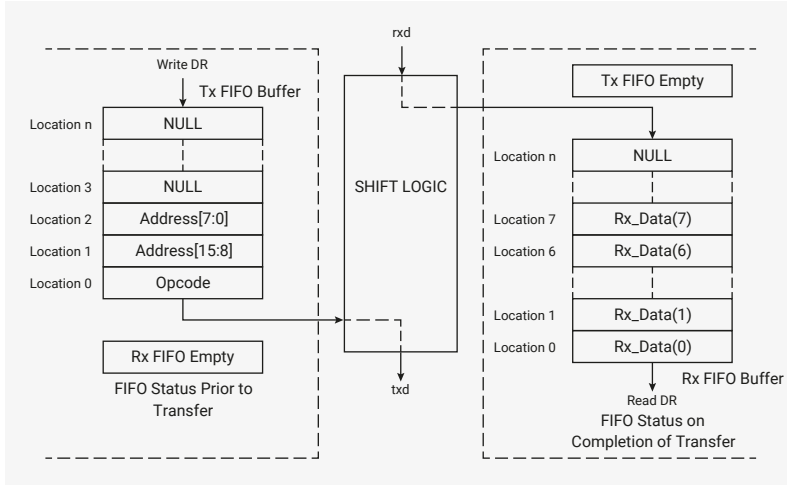 rxd
Write DR
Tx FIFO Buffer
Location n
NULL
Location 3
NULL
Location 2
Address[7:0]
Location 1
Address[15:8]
Location 0
Opcode
Rx FIFO Empty
FIFO Status Prior to
Transfer
SHIFT LOGIC
txd
Tx FIFO Empty
Location n
NULL
Location 7
Rx_Data(7)
Location 6
Rx_Data(6)
Location 1
Rx_Data(1)
Location 0
Rx_Data(0)
Rx FIFO Buffer
Read DR
FIFO Status on
Completion of Transfer